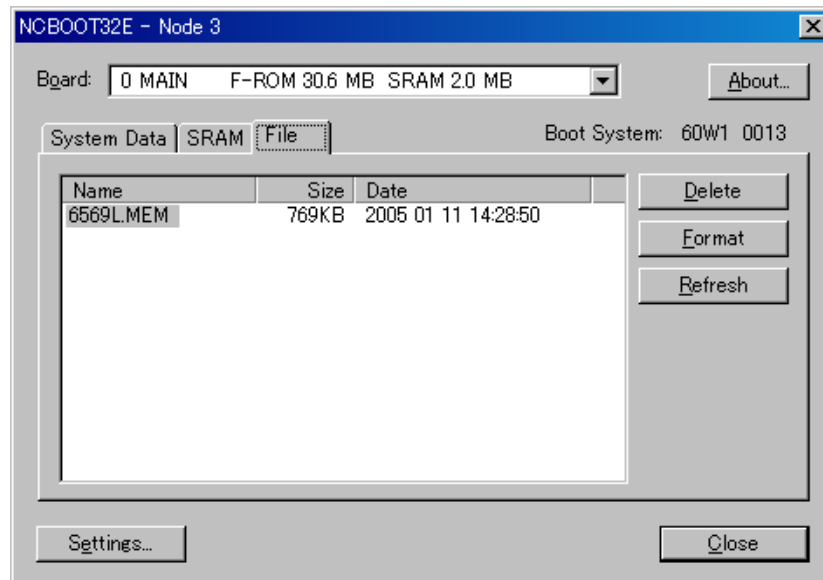 NCBOOT32E - Node 3
Board: 0 MAIN F-ROM 30.6 MB SRAM 2.0 MB About...
System Data SRAM File Boot System: 60W1 0013
Name Size Date Delete
6569L.MEM 769KB 2005 01 11 14:28:50
Format
Refresh
Settings... Close